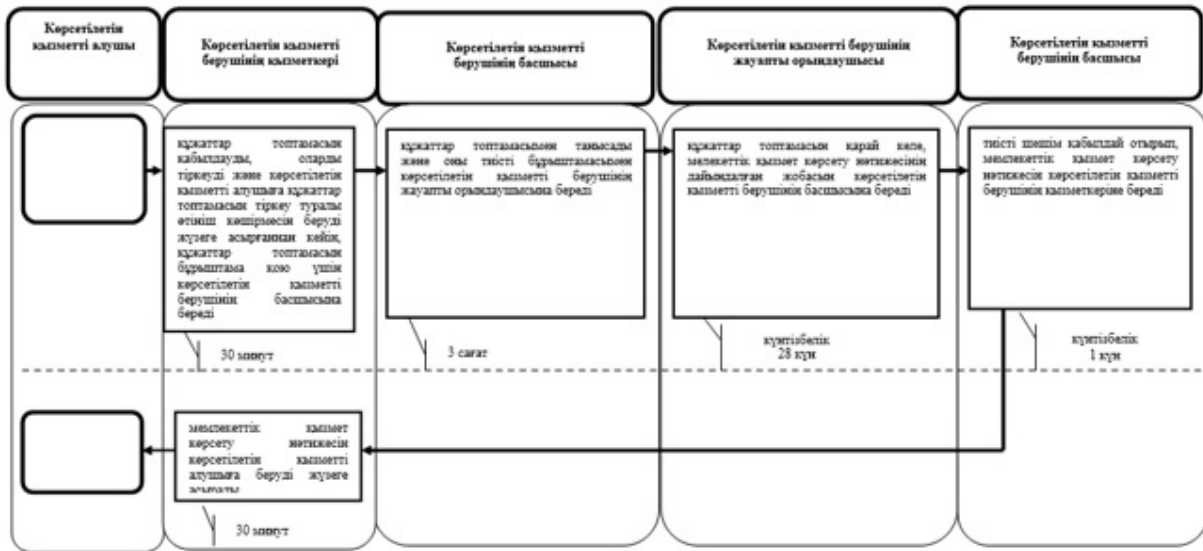 Көрсетілетін
қызметті алушы
Көрсетілетін қызметті
берушінің қызметкері
Көрсетілетін қызметті
берушінің басшысы
Көрсетілетін қызметті берушінің
жауапты орындаушысы
Көрсетілетін қызметті
берушінің басшысы
құжаттар топтамасын
қабылдауды, оларды
тіркеуді және көрсетілетін
қызметті алушыға құжаттар
топтамасын тіркеу туралы
өтініш көшірмесін беруді
жүзеге асырғаннан кейін,
құжаттар топтамасын
бұрыштама қою үшін
көрсетілетін қызметті
берушінің басшысына
береді
30 минут
құжаттар топтамасымен танысады
және оны тиісті бұрыштамасымен
көрсетілетін қызметті берушінің
жауапты орындаушысына береді
3 сағат
құжаттар топтамасын қарай келе,
мелекеттік қызмет көрсету нәтижесінің
дайындалған жобасын көрсетілетін
қызметті берушінің басшысына береді
күнтізбелік
28 күн
тиісті шешім қабылдай отырып,
мемлекеттік қызмет көрсету
нәтижесін көрсетілетін қызметті
берушінің қызметкеріне береді
күнтізбелік
1 күн
мемлекеттік қызмет
көрсету нәтижесін
көрсетілетін қызметті
алушыға беруді жүзеге
асырады
30 минут